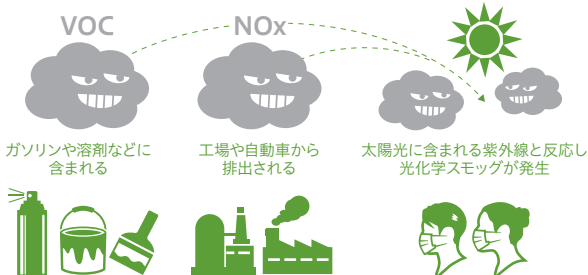 VOC
NOx
ガソリンや溶剤などに
含まれる
工場や自動車から
排出される
太陽光に含まれる紫外線と反応し
光化学スモッグが発生